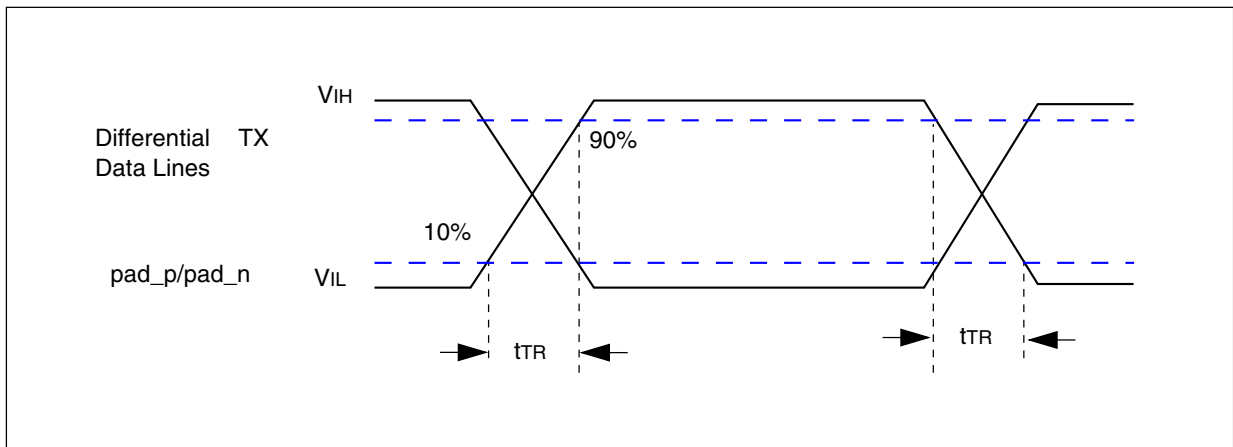 VIH
Differential TX
Data Lines
90%
10%
pad_p/pad_n
VIL
tTR
tTR